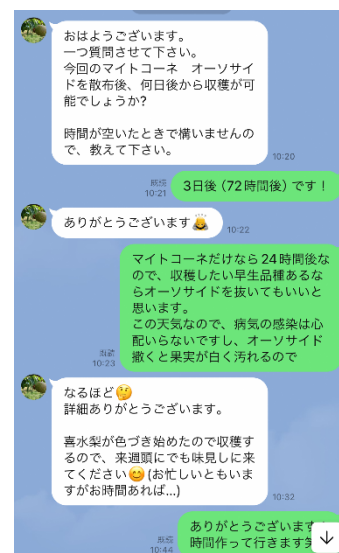 おはようございます。
一つ質問させて下さい。
今回のマイトコーネ　オーソサイ
ドを散布後、何日後から収穫が可
能でしょうか?
時間が空いたときで構いませんの
で、教えて下さい。
10:20
既読
10:21
3日後（72時間後）です！
ありがとうございます🙇
10:22
マイトコーネだけなら24時間後な
ので、収穫したい早生品種あるな
らオーソサイドを抜いてもいいと
思います。
この天気なので、病気の感染は心
配いらないですし、オーソサイド
撒くと果実が白く汚れるので
既読
10:23
なるほど🤔
詳細ありがとうございます。
喜水梨が色づき始めたので収穫す
るので、来週頭にでも味見しに来
てください😊(お忙しいともいま
すがお時間あれば...)
10:32
ありがとうございます
時間作って行きます笑
既読
10:44